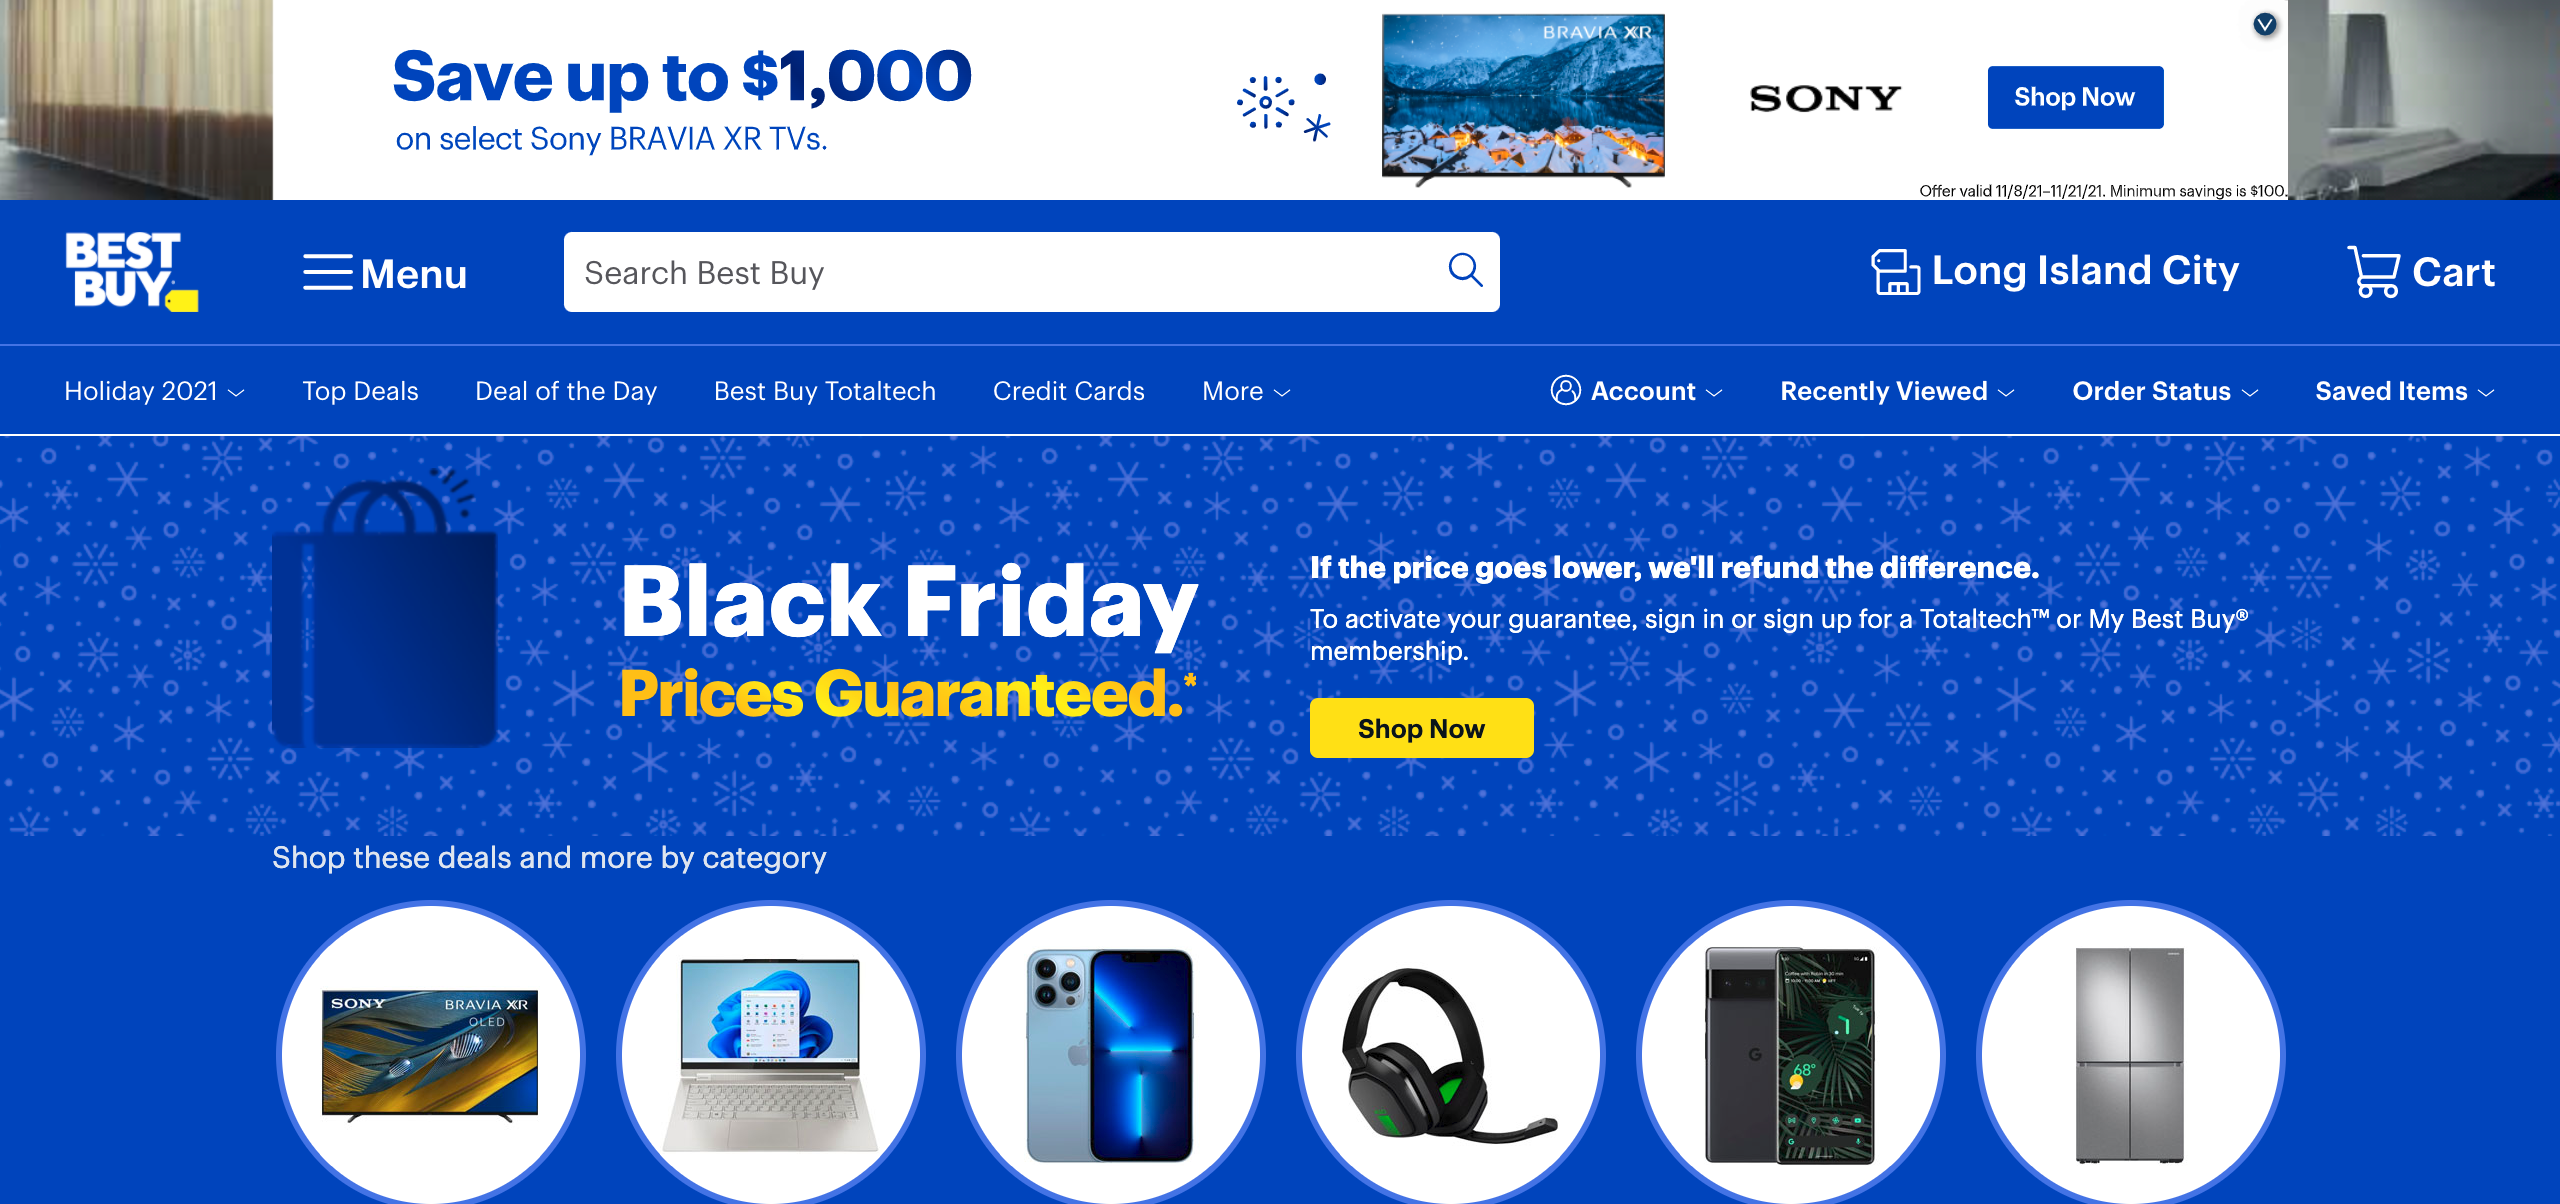 Save up to $1,000
on select Sony BRAVIA XR TVs.
BRAVIA XR
SONY
Shop Now
Offer valid 11/8/21–11/21/21. Minimum savings is $100.
BEST
BUY
Menu
Search Best Buy
Long Island City
Cart
Holiday 2021
Top Deals
Deal of the Day
Best Buy Totaltech
Credit Cards
More
Account
Recently Viewed
Order Status
Saved Items
Black Friday
Prices Guaranteed.*
If the price goes lower, we'll refund the difference.
To activate your guarantee, sign in or sign up for a Totaltech™ or My Best Buy®
membership.
Shop Now
Shop these deals and more by category
SONY
BRAVIA XR
OLED
68°